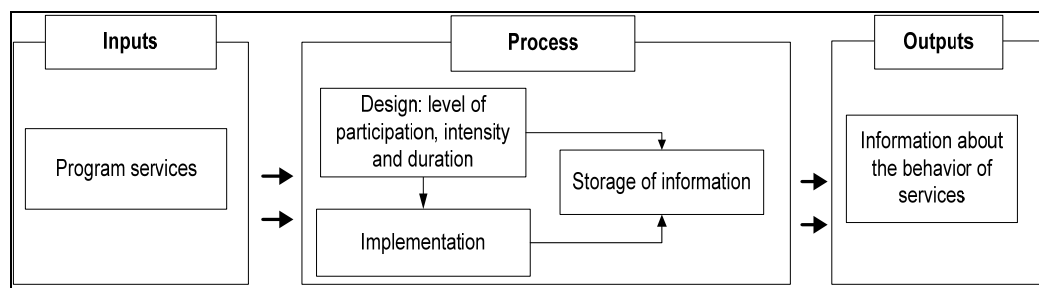 Inputs
Program services
Process
Design: level of
participation, intensity
and duration
Implementation
Storage of information
Outputs
Information about
the behavior of
services